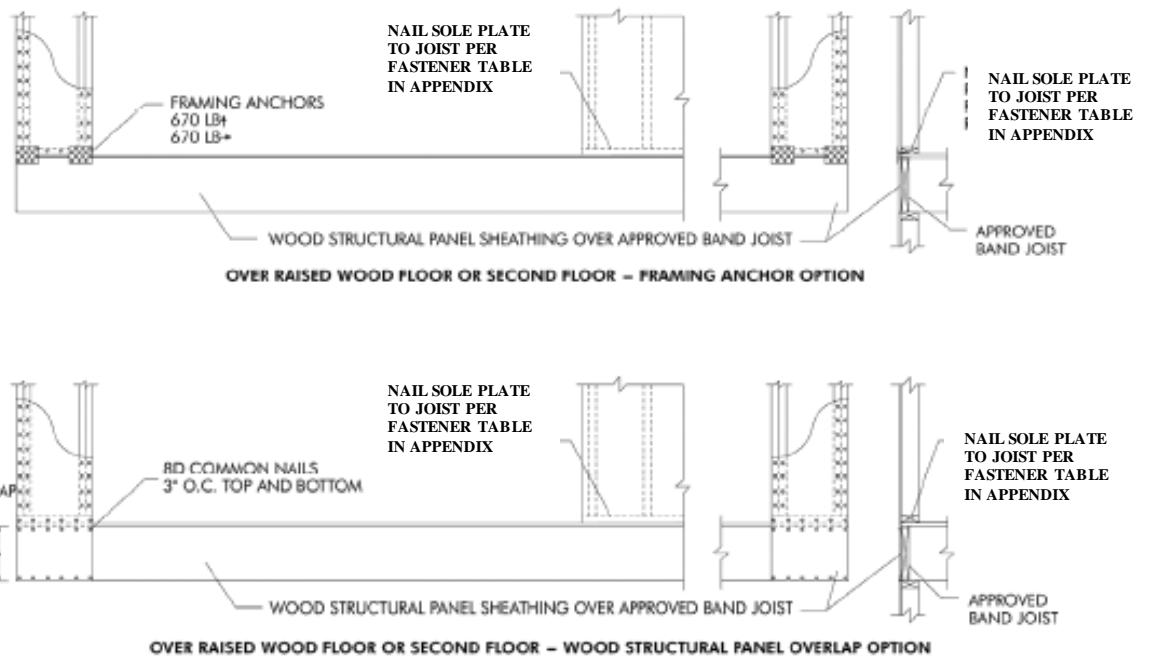 NAIL SOLE PLATE
TO JOIST PER
FASTENER TABLE
IN APPENDIX
FRAMING ANCHORS
670 LB
670 LB
NAIL SOLE PLATE
TO JOIST PER
FASTENER TABLE
IN APPENDIX
WOOD STRUCTURAL PANEL SHEATHING OVER APPROVED BAND JOIST
APPROVED
BAND JOIST
OVER RAISED WOOD FLOOR OR SECOND FLOOR – FRAMING ANCHOR OPTION
NAIL SOLE PLATE
TO JOIST PER
FASTENER TABLE
IN APPENDIX
8D COMMON NAILS
3" O.C. TOP AND BOTTOM
NAIL SOLE PLATE
TO JOIST PER
FASTENER TABLE
IN APPENDIX
WOOD STRUCTURAL PANEL SHEATHING OVER APPROVED BAND JOIST
APPROVED
BAND JOIST
OVER RAISED WOOD FLOOR OR SECOND FLOOR – WOOD STRUCTURAL PANEL OVERLAP OPTION